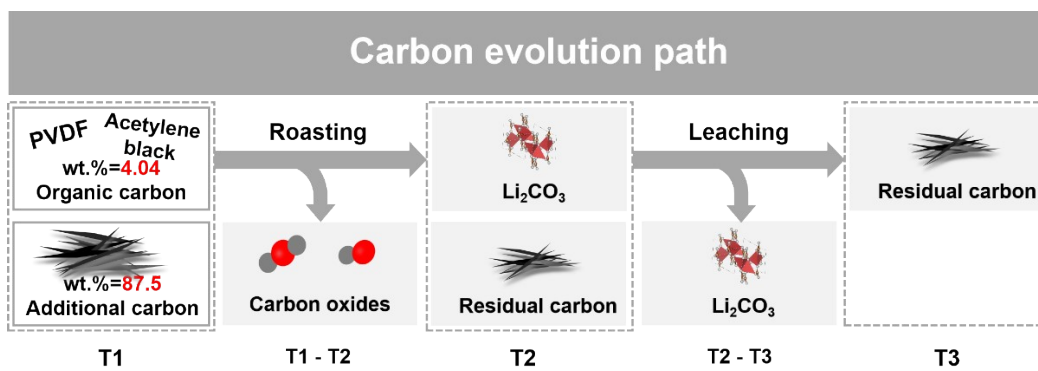 Carbon evolution path
PVDF
Acetylene
black
wt.%=4.04
Organic carbon
wt.%=87.5
Additional carbon
Roasting
Carbon oxides
Li₂CO₃
Residual carbon
Leaching
Li₂CO₃
Residual carbon
T1
T1 - T2
T2
T2 - T3
T3